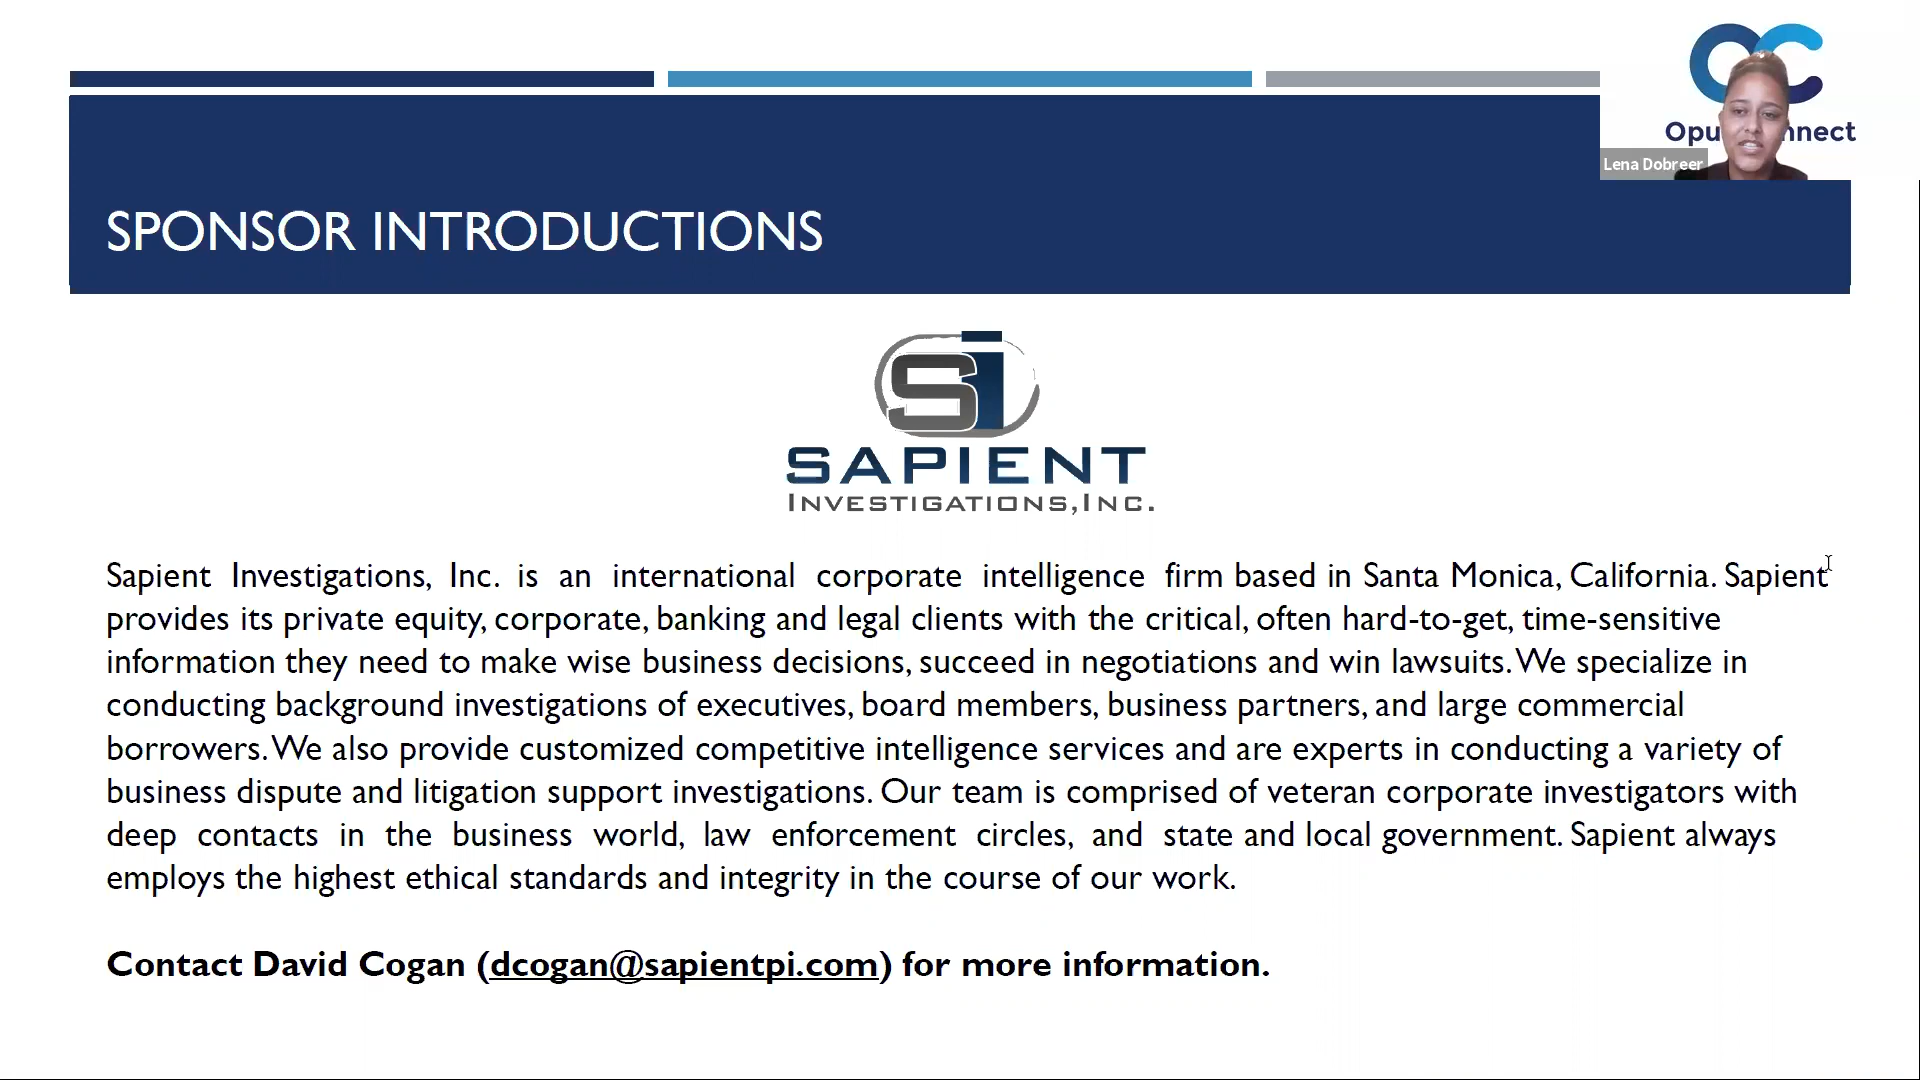 Opu nnect
Lena Dobreer
SPONSOR INTRODUCTIONS
SI
SAPIENT
INVESTIGATIONS, INC.
Sapient Investigations, Inc. is an international corporate intelligence firm based in Santa Monica, California. Sapient
provides its private equity, corporate, banking and legal clients with the critical, often hard-to-get, time-sensitive
information they need to make wise business decisions, succeed in negotiations and win lawsuits. We specialize in
conducting background investigations of executives, board members, business partners, and large commercial
borrowers. We also provide customized competitive intelligence services and are experts in conducting a variety of
business dispute and litigation support investigations. Our team is comprised of veteran corporate investigators with
deep contacts in the business world, law enforcement circles, and state and local government. Sapient always
employs the highest ethical standards and integrity in the course of our work.
Contact David Cogan (dcogan@sapientpi.com) for more information.